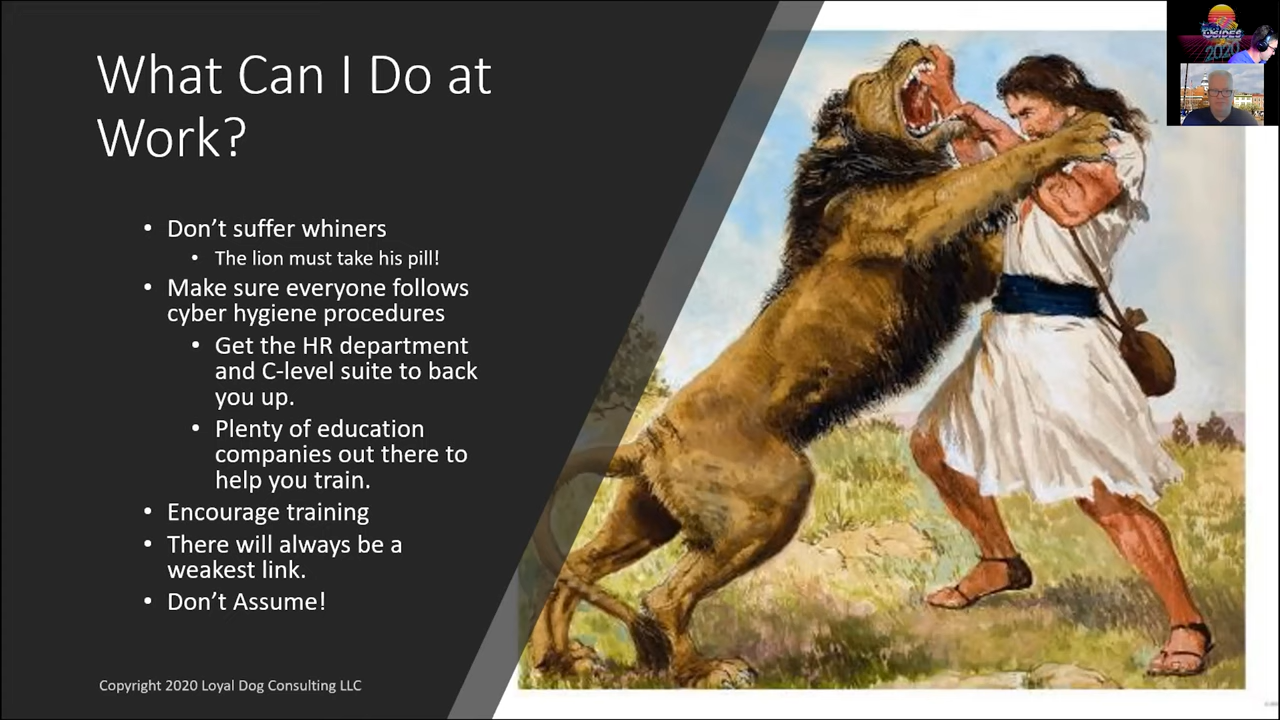 What Can I Do at
Work?
• Don't suffer whiners
• The lion must take his pill!
• Make sure everyone follows
cyber hygiene procedures
• Get the HR department
and C-level suite to back
you up.
• Plenty of education
companies out there to
help you train.
• Encourage training
• There will always be a
weakest link.
• Don't Assume!
Copyright 2020 Loyal Dog Consulting LLC
BSIDES
2020